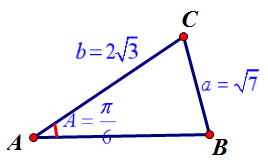 C
b = 2√3
a = √7
A = π/6
A
B